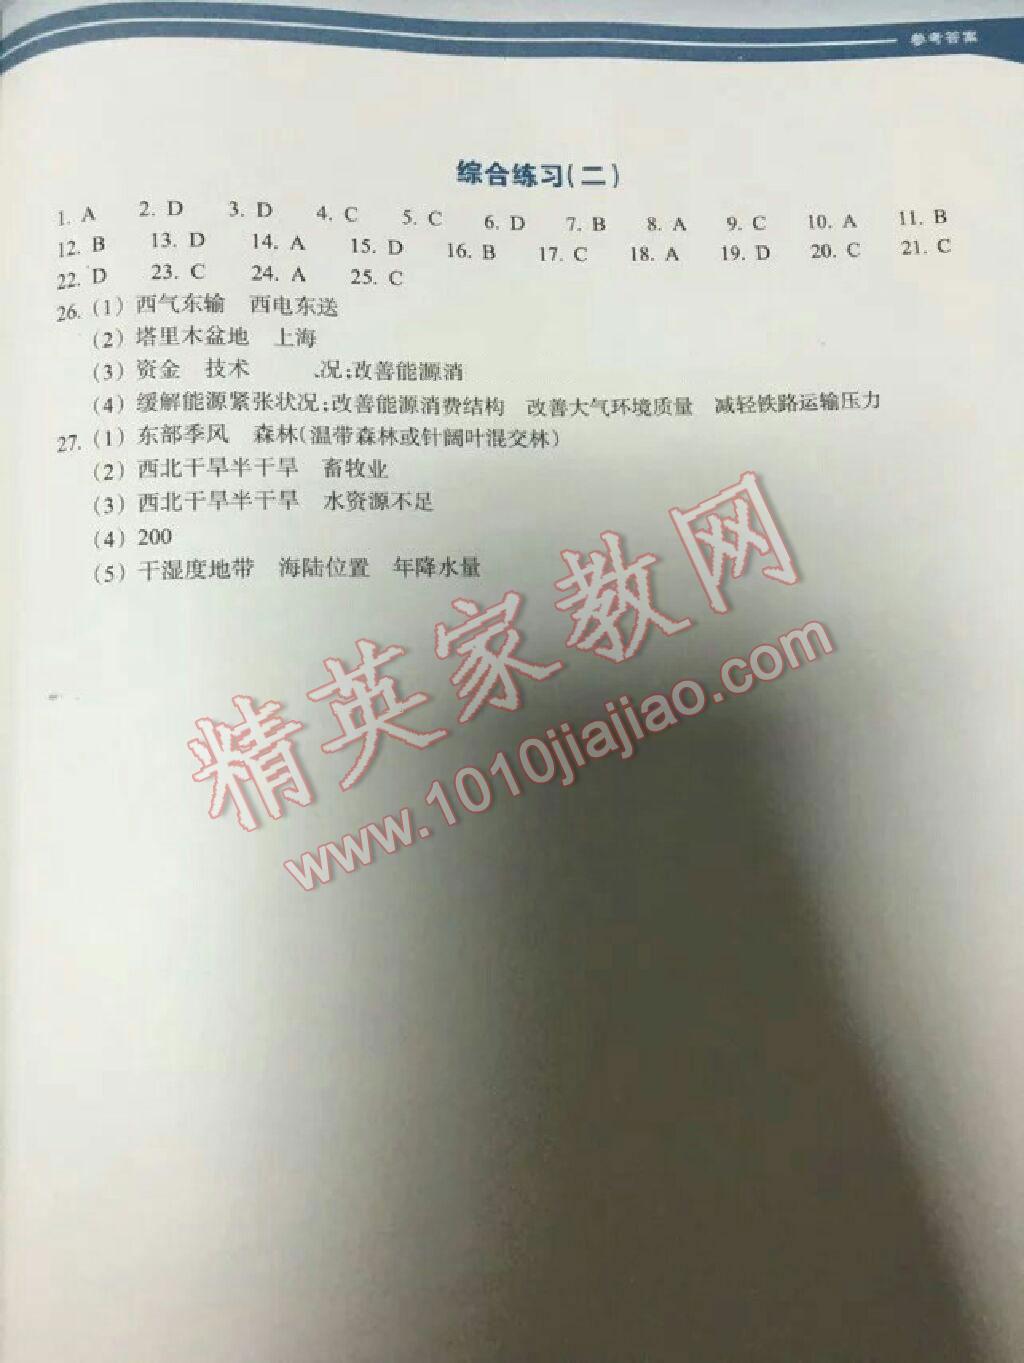 参考答案
综合练习(二)
1. A 2. D 3. D 4. C 5. C 6. D 7. B 8. A 9. C 10. A 11. B
12. B 13. D 14. A 15. D 16. B 17. C 18. A 19. D 20. C 21. C
22. D 23. C 24. A 25. C
26. (1) 西气东输 西电东送
(2) 塔里木盆地 上海
(3) 资金 技术 况;改善能源消
(4) 缓解能源紧张状况;改善能源消费结构 改善大气环境质量 减轻铁路运输压力
27. (1) 东部季风 森林(温带森林或针阔叶混交林)
(2) 西北干旱半干旱 畜牧业
(3) 西北干旱半干旱 水资源不足
(4) 200
(5) 干湿度地带 海陆位置 年降水量
精英家教网
www.1010jiajiao.com